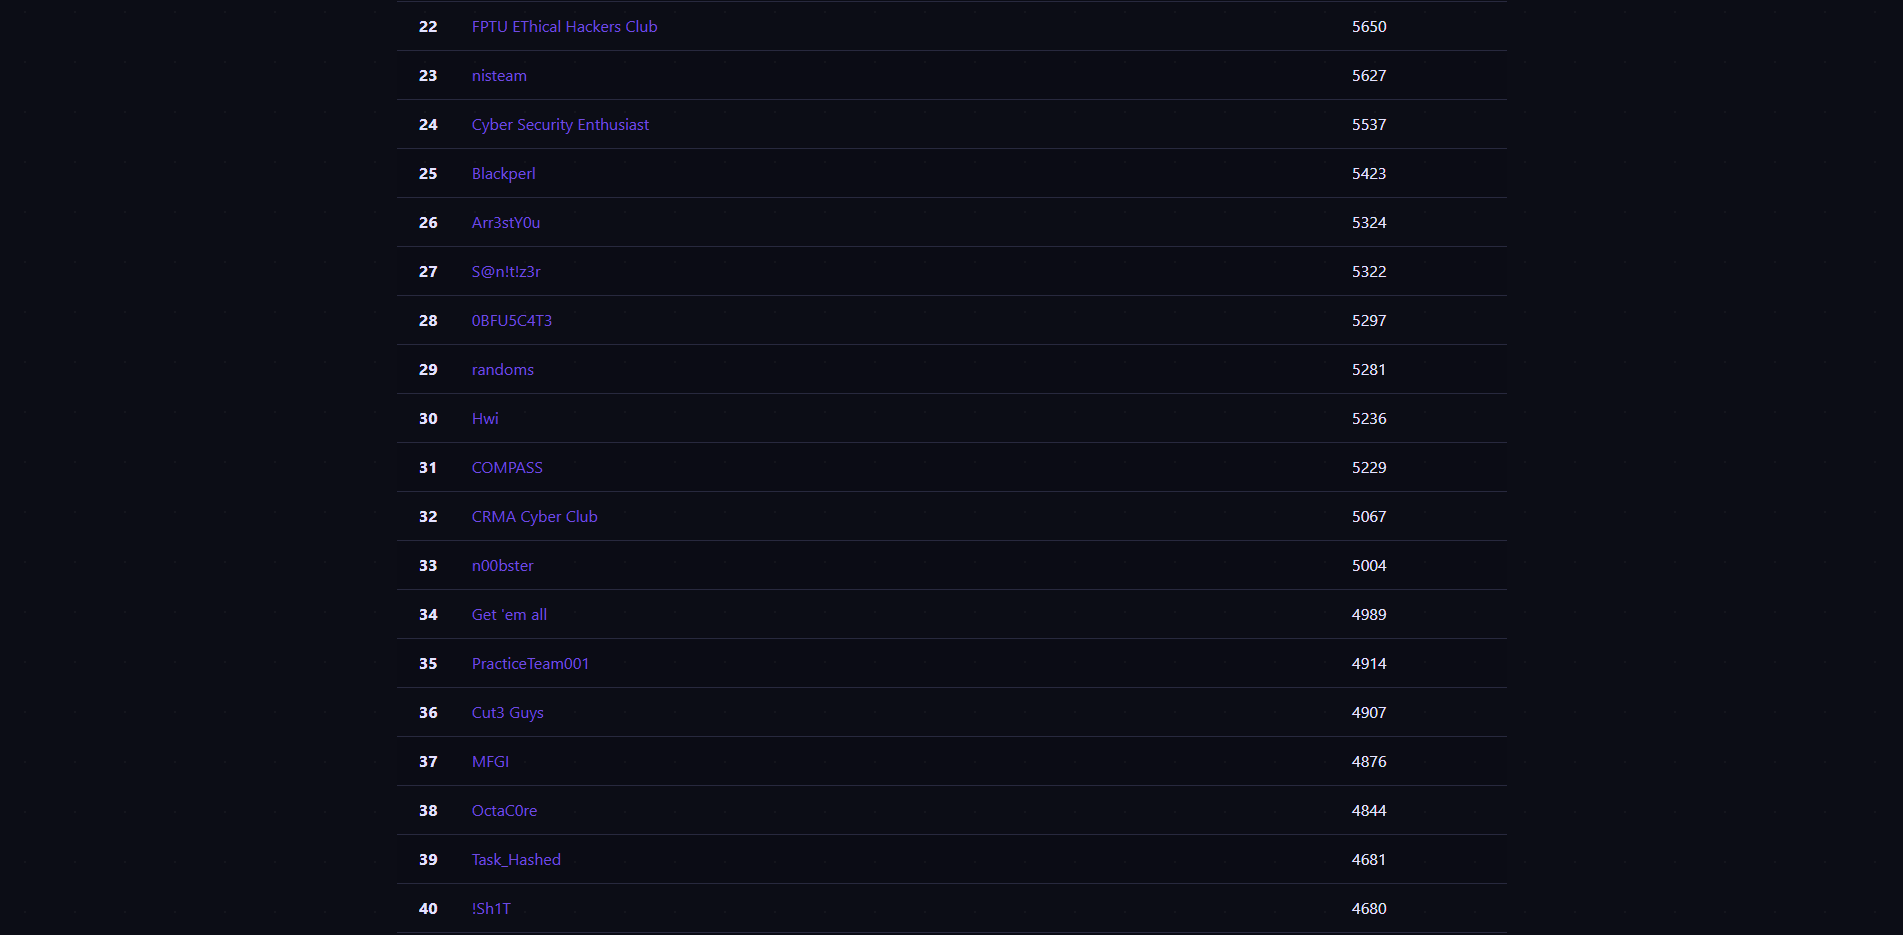 22 FPTU EThical Hackers Club 5650
23 nisteam 5627
24 Cyber Security Enthusiast 5537
25 Blackperl 5423
26 Arr3stY0u 5324
27 S@n!t!z3r 5322
28 0BFU5C4T3 5297
29 randoms 5281
30 Hwi 5236
31 COMPASS 5229
32 CRMA Cyber Club 5067
33 n00bster 5004
34 Get 'em all 4989
35 PracticeTeam001 4914
36 Cut3 Guys 4907
37 MFGI 4876
38 OctaC0re 4844
39 Task_Hashed 4681
40 !Sh1T 4680